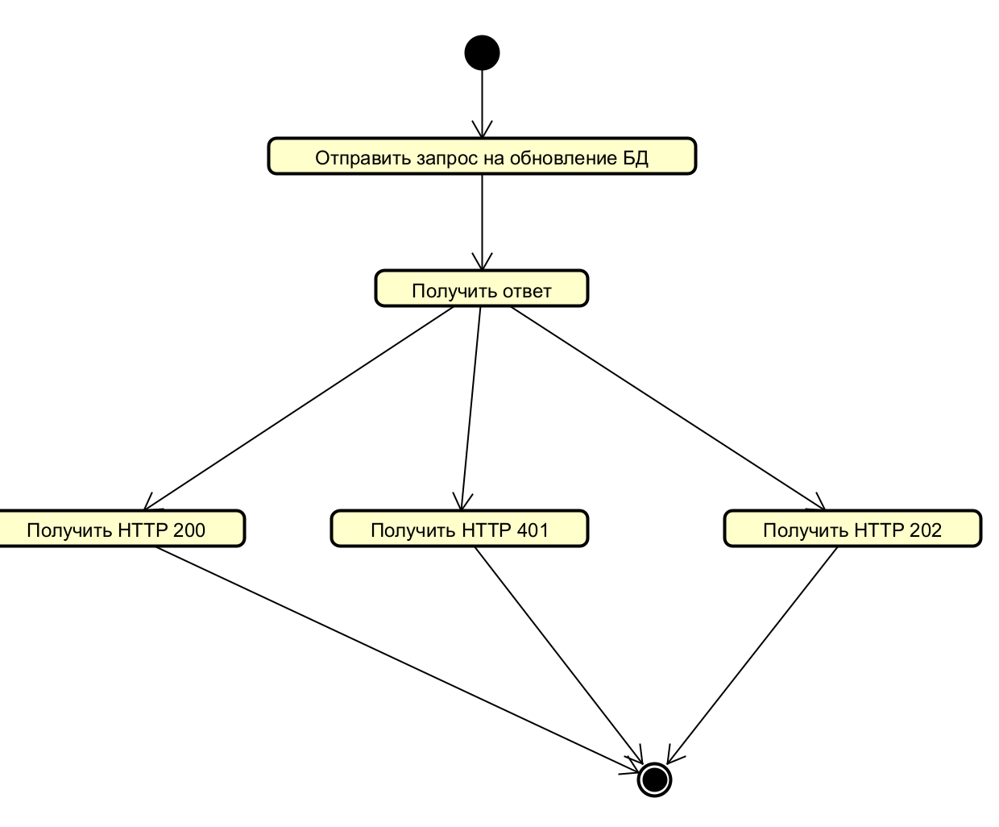 Отправить запрос на обновление БД
Получить ответ
Получить HTTP 200
Получить HTTP 401
Получить HTTP 202